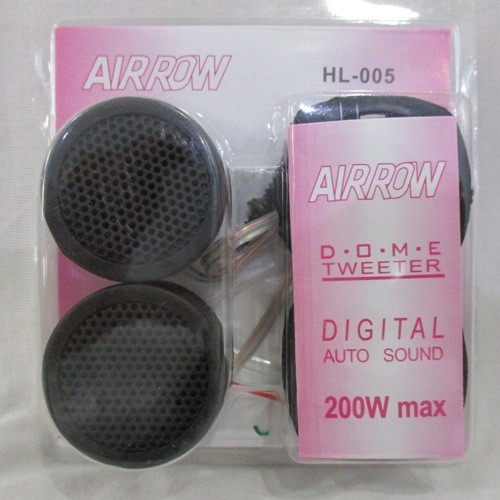 AIRROW
HL-005
AIRROW
D·O·M·E
TWEETER
DIGITAL
AUTO SOUND
200W max